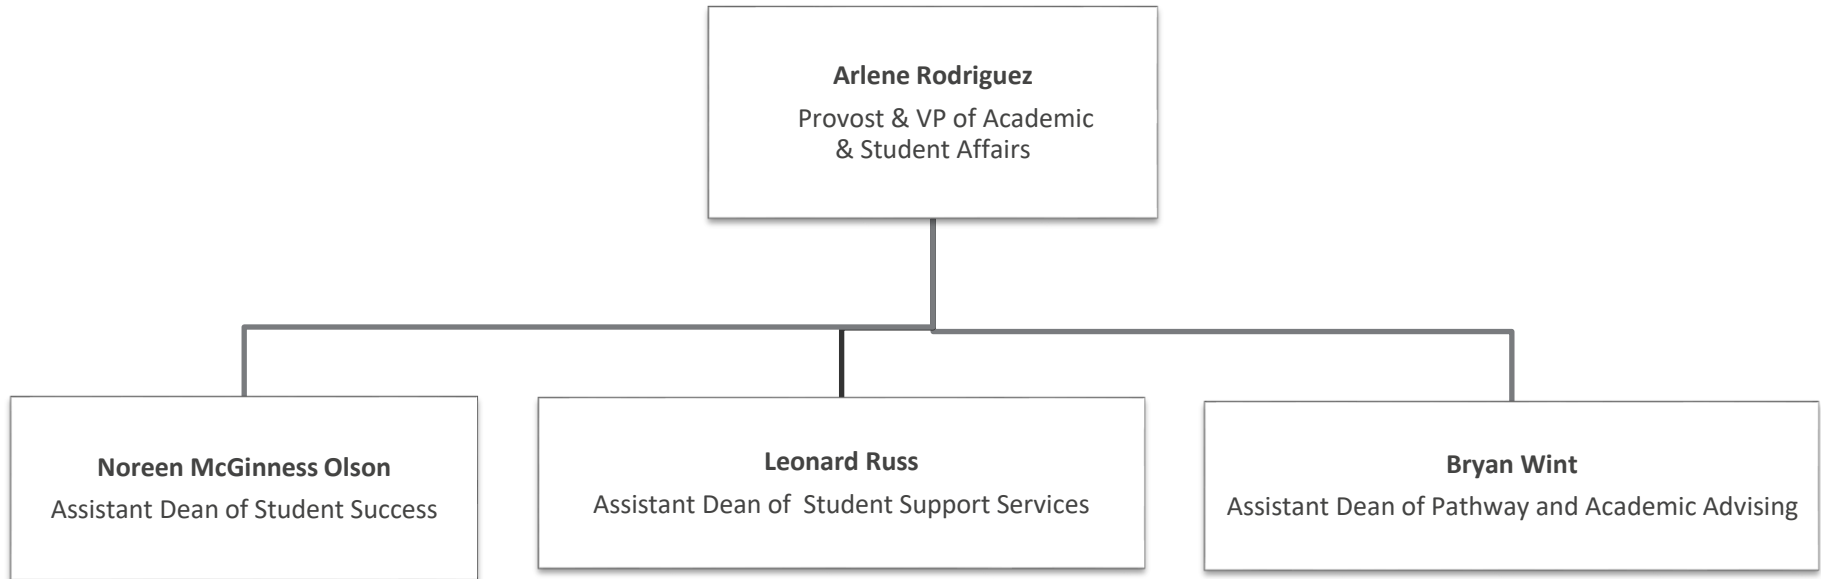 Arlene Rodriguez
Provost & VP of Academic
& Student Affairs
Noreen McGinness Olson
Assistant Dean of Student Success
Leonard Russ
Assistant Dean of  Student Support Services
Bryan Wint
Assistant Dean of Pathway and Academic Advising